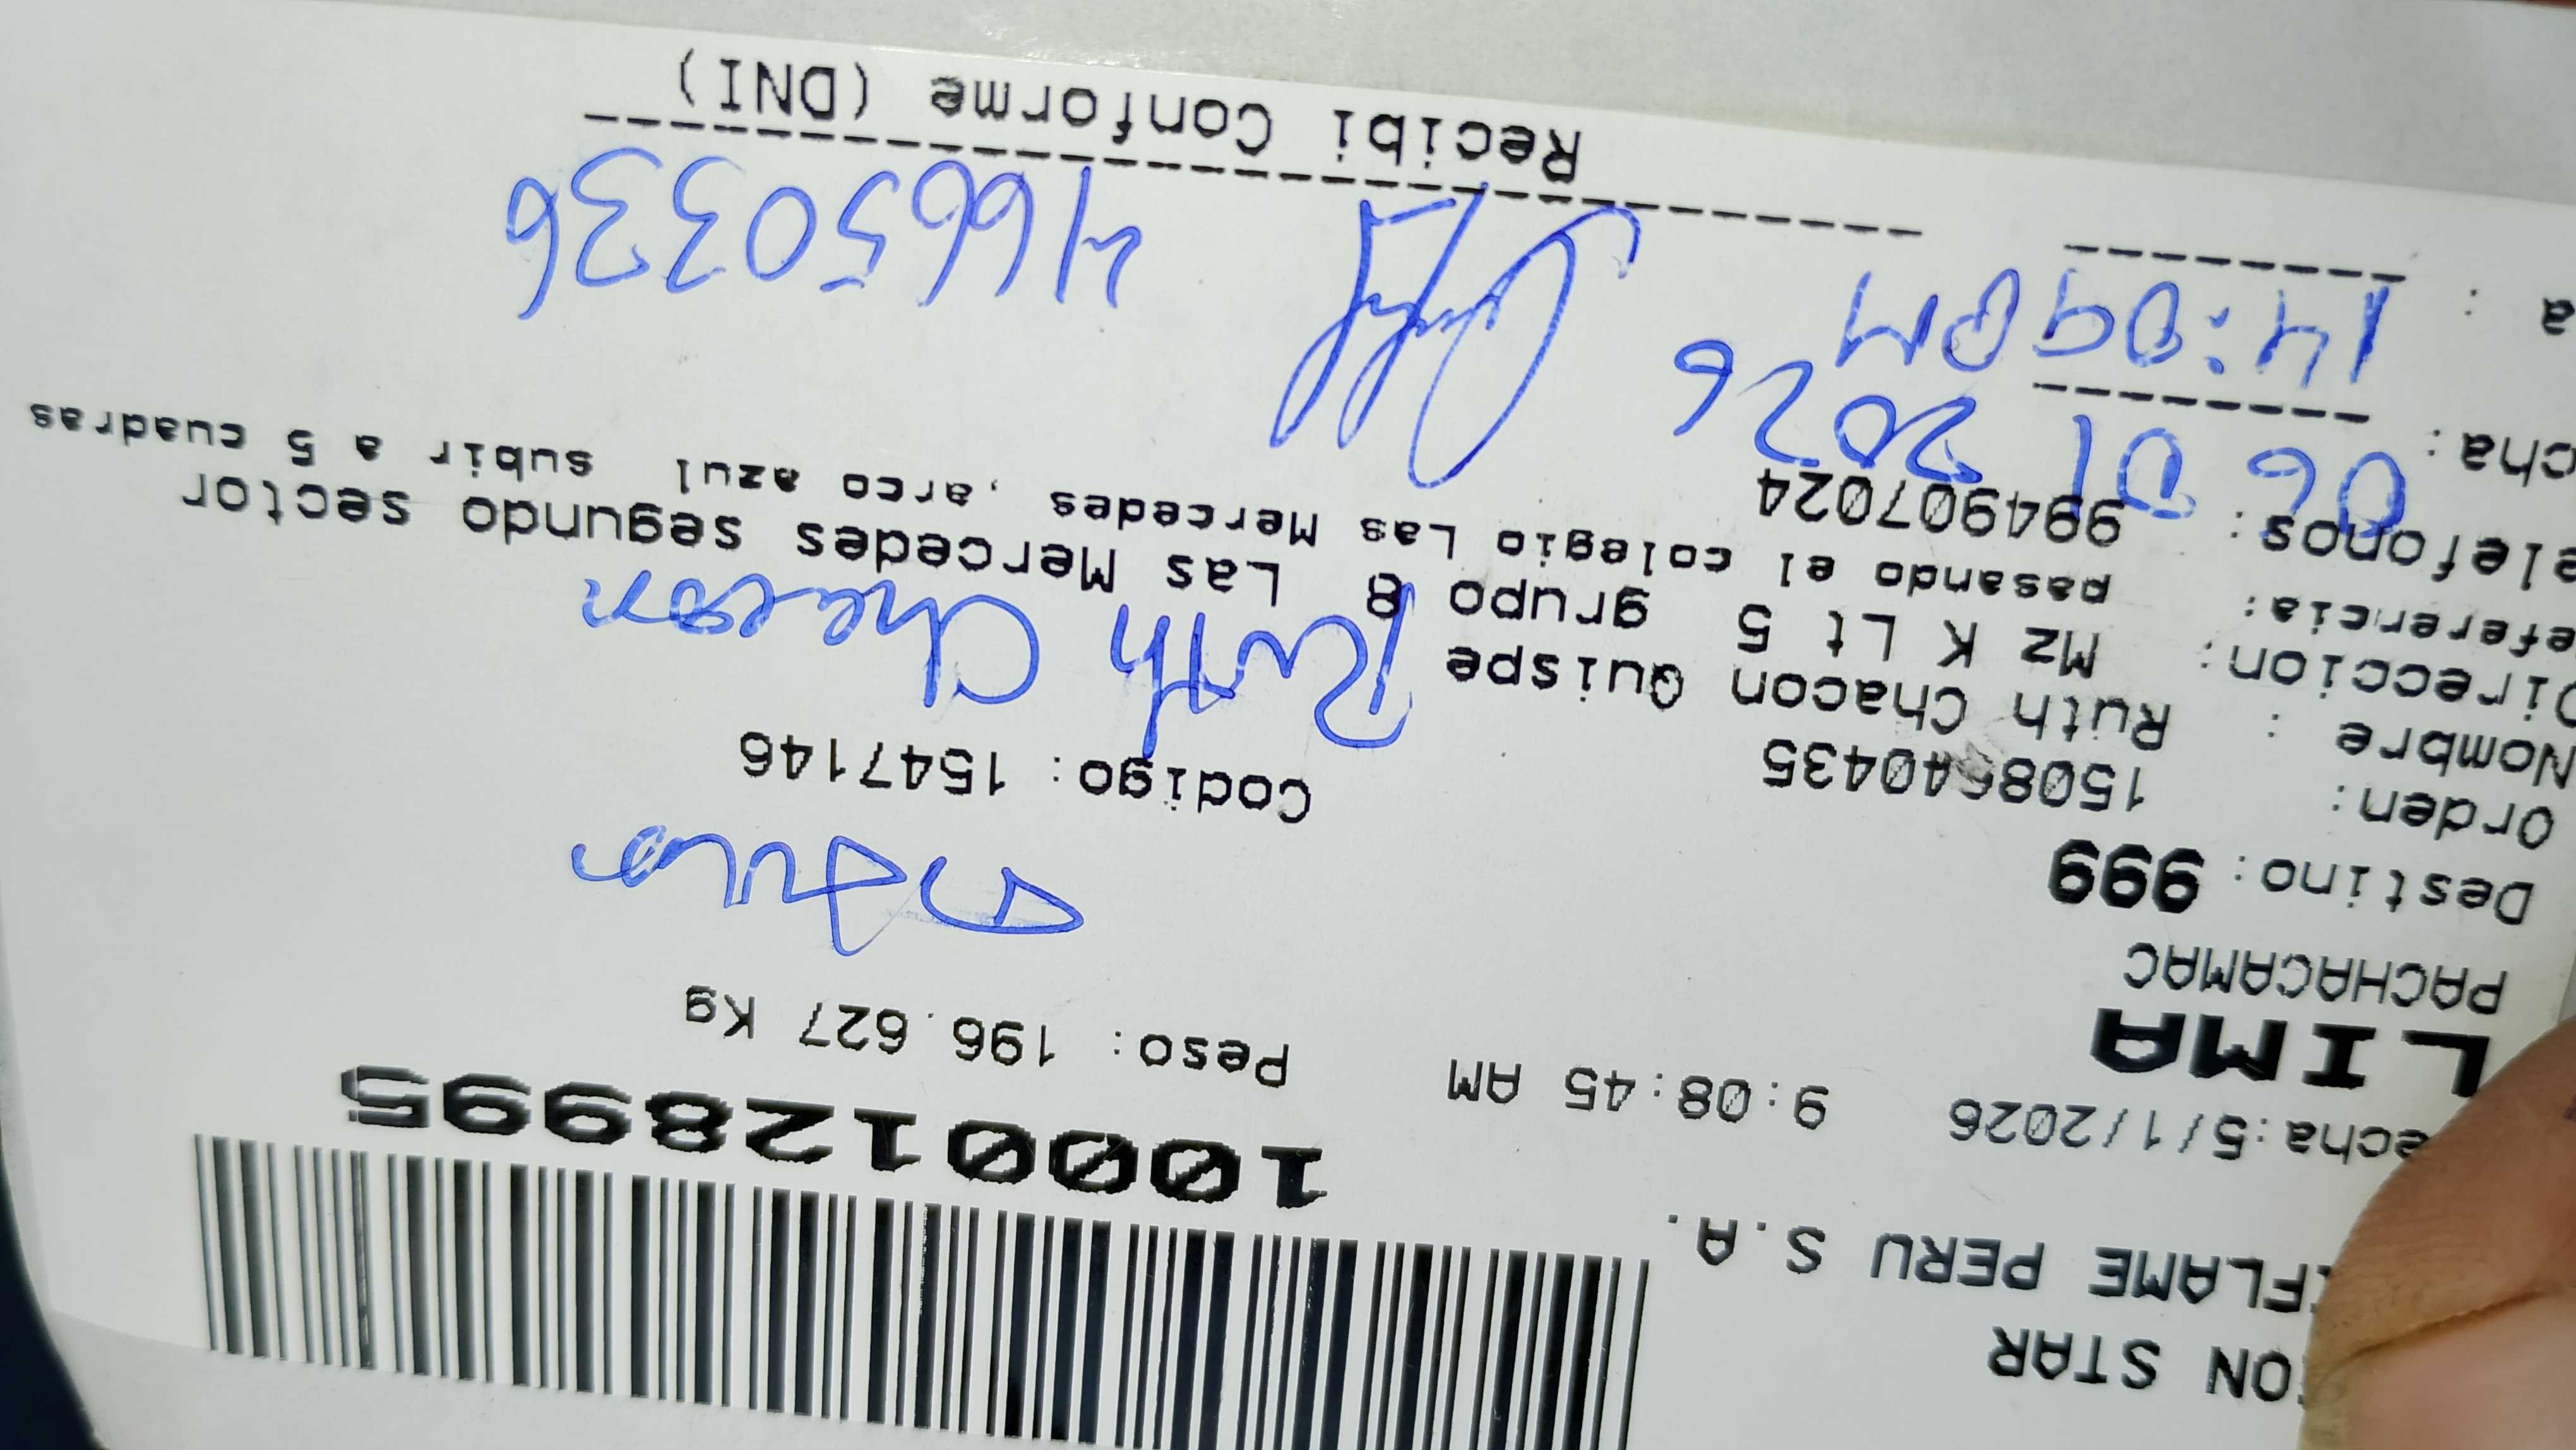 ON STAR
FLAME PERU S.A.
1000128995
echa:5/1/2026 9:08:45 AM Peso: 196.627 Kg
LIMA
PACHACAMAC
Destino: 999
Orden: Codigo: 1547146
Nombre : Ruth Chacon Quispe
Ruth Chacon
Direccion: Mz K Lt 5 grupo 8 Las Mercedes segundo sector
eferencia: pasando el colegio Las Mercedes ,arco azul subir a 5 cuadras
elefonos: 994907024
cha: 06 01 2026
a : 14:09 PM
46650336
Recibi Conforme (DNI)